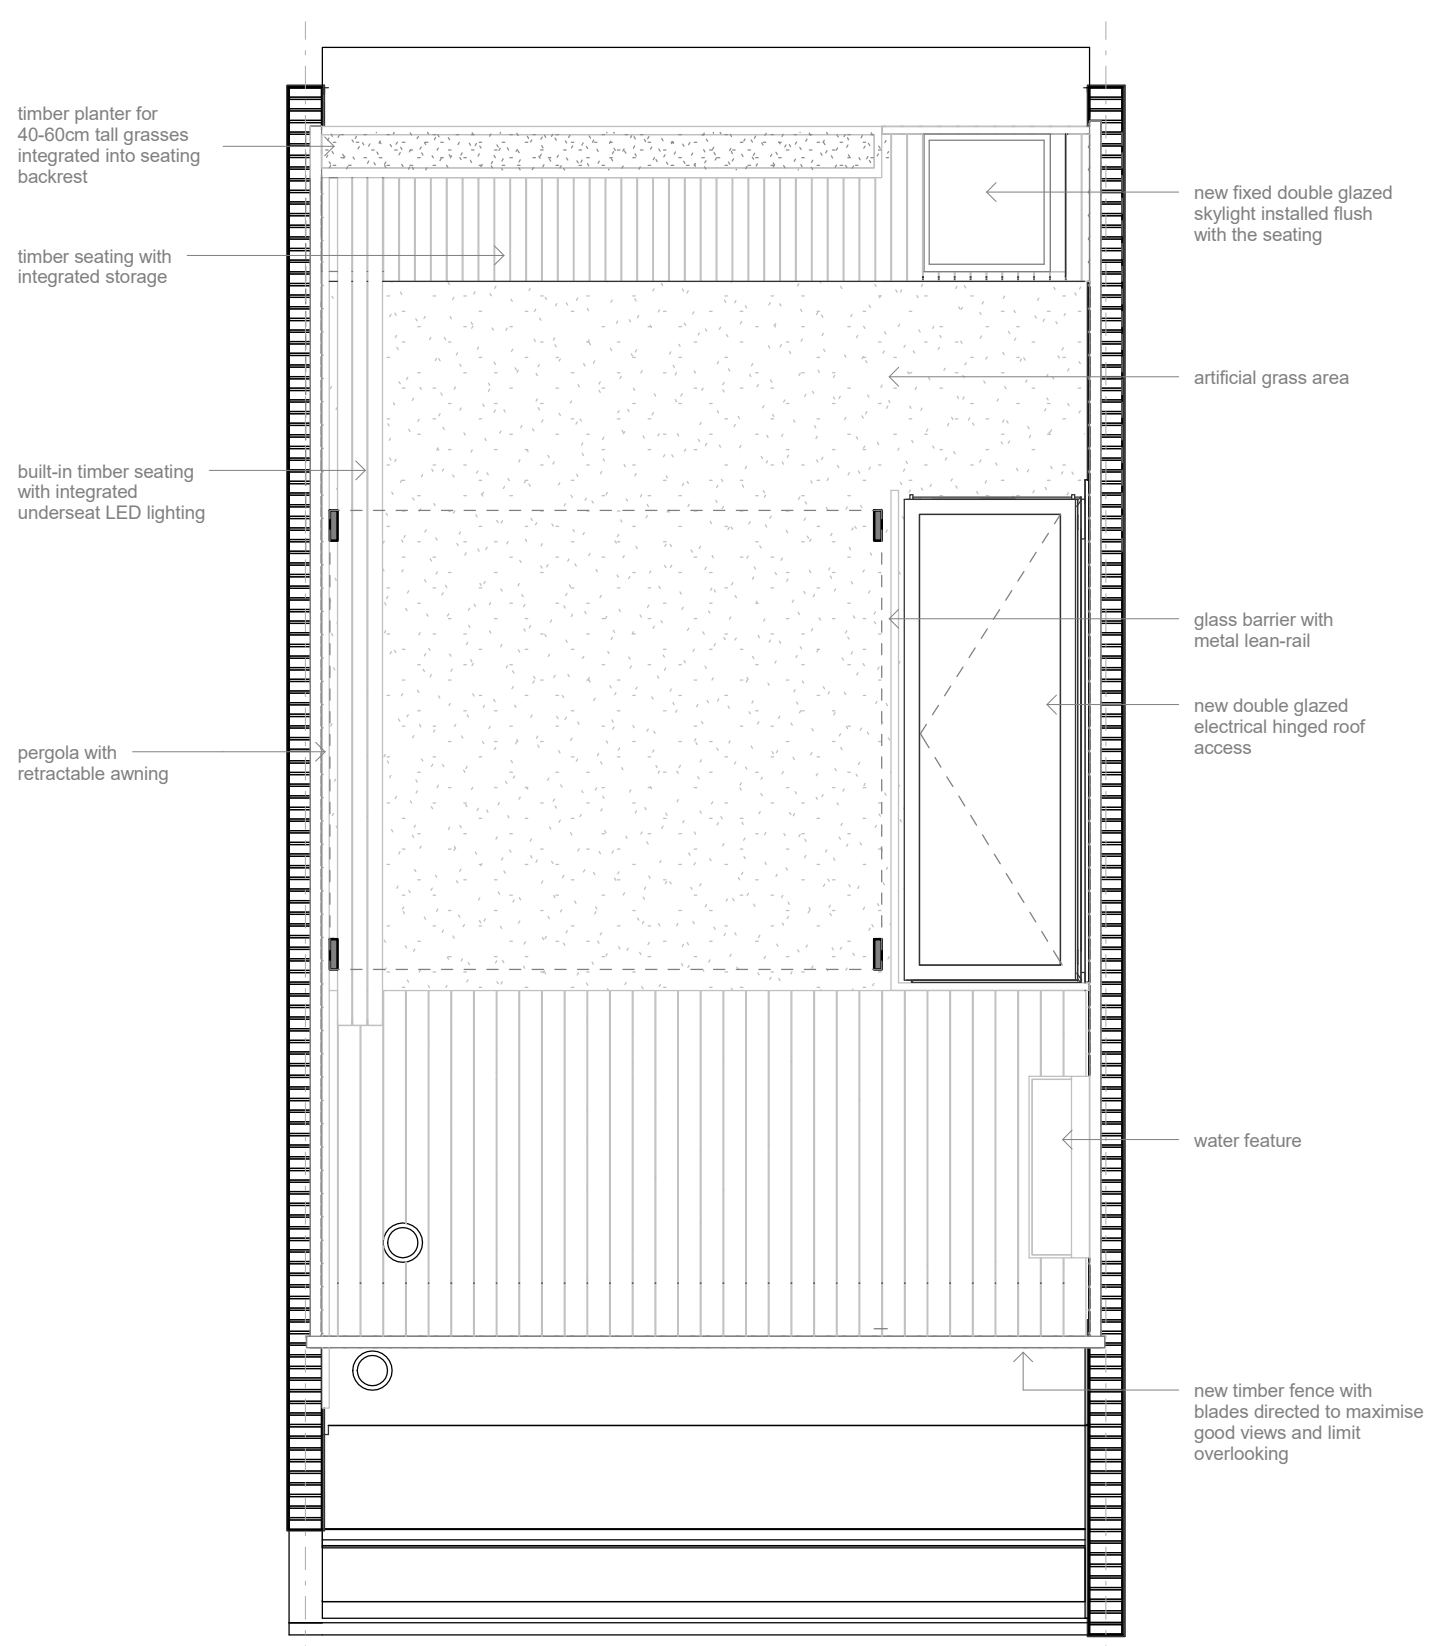 timber planter for
40-60cm tall grasses
integrated into seating
backrest
timber seating with
integrated storage
built-in timber seating
with integrated
underseat LED lighting
pergola with
retractable awning
new fixed double glazed
skylight installed flush
with the seating
artificial grass area
glass barrier with
metal lean-rail
new double glazed
electrical hinged roof
access
water feature
new timber fence with
blades directed to maximise
good views and limit
overlooking